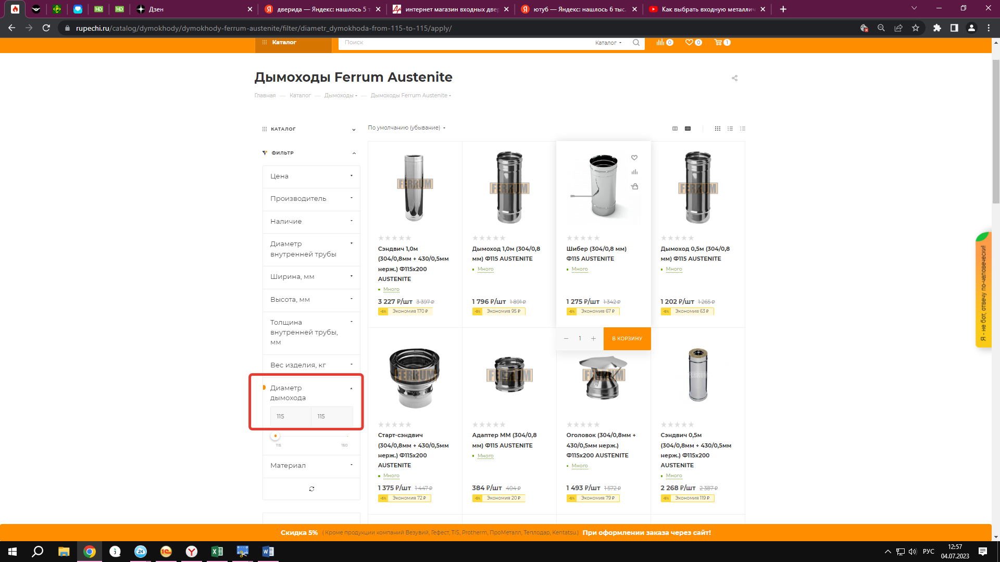 Дзен
дверида — Яндекс: нашлось 5 т
интернет магазин входных двер
ютуб — Яндекс: нашлось 6 тыс.
Как выбрать входную металлич
rupechi.ru/catalog/dymokhody/dymokhody-ferrum-austenite/filter/diametr_dymokhoda-from-115-to-115/apply/
Каталог
Поиск
Каталог
0
0
1
Дымоходы Ferrum Austenite
Главная — Каталог — Дымоходы — Дымоходы Ferrum Austenite
КАТАЛОГ
По умолчанию (убывание)
ФИЛЬТР
Цена
Производитель
Наличие
Диаметр
внутренней трубы
Ширина, мм
Высота, мм
Толщина
внутренней трубы,
мм
Вес изделия, кг
Диаметр
дымохода
115 115
115 150
Материал
FERRUM
FERRUM
FERRUM
Сэндвич 1,0м
(304/0,8мм + 430/0,5мм
нерж.) Ф115х200
AUSTENITE
Много
3 227 ₽/шт 3 397 ₽
-5% Экономия 170 ₽
Дымоход 1,0м (304/0,8
мм) Ф115 AUSTENITE
Много
1 796 ₽/шт 1 891 ₽
-5% Экономия 95 ₽
Шибер (304/0,8 мм)
Ф115 AUSTENITE
Много
1 275 ₽/шт 1 342 ₽
-5% Экономия 67 ₽
1
В КОРЗИНУ
Дымоход 0,5м (304/0,8
мм) Ф115 AUSTENITE
Много
1 202 ₽/шт 1 265 ₽
-5% Экономия 63 ₽
FERRUM
FERRUM
FERRUM
FERRUM
Старт-сэндвич
(304/0,8мм + 430/0,5мм
нерж.) Ф115х200
AUSTENITE
Много
1 375 ₽/шт 1 447 ₽
-5% Экономия 72 ₽
Адаптер ММ (304/0,8
мм) Ф115 AUSTENITE
Много
384 ₽/шт 404 ₽
-5% Экономия 20 ₽
Оголовок (304/0,8мм +
430/0,5мм нерж.)
Ф115х200 AUSTENITE
Много
1 493 ₽/шт 1 572 ₽
-5% Экономия 79 ₽
Сэндвич 0,5м
(304/0,8мм + 430/0,5мм
нерж.) Ф115х200
AUSTENITE
Много
2 268 ₽/шт 2 387 ₽
-5% Экономия 119 ₽
Я - не бот, отвечу по-человечески!
Скидка 5% ( Кроме продукции компаний Везувий, Гефест, TIS, Protherm, ПроМеталл, Теплодар, Kentatsu.) При оформлении заказа через сайт!
24
РУС
12:57
04.07.2023